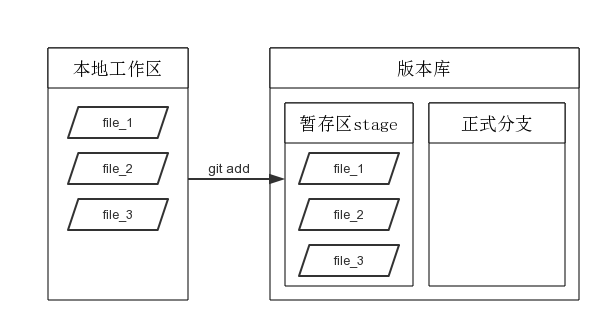 本地工作区
file_1
file_2
file_3
git add
版本库
暂存区stage
file_1
file_2
file_3
正式分支